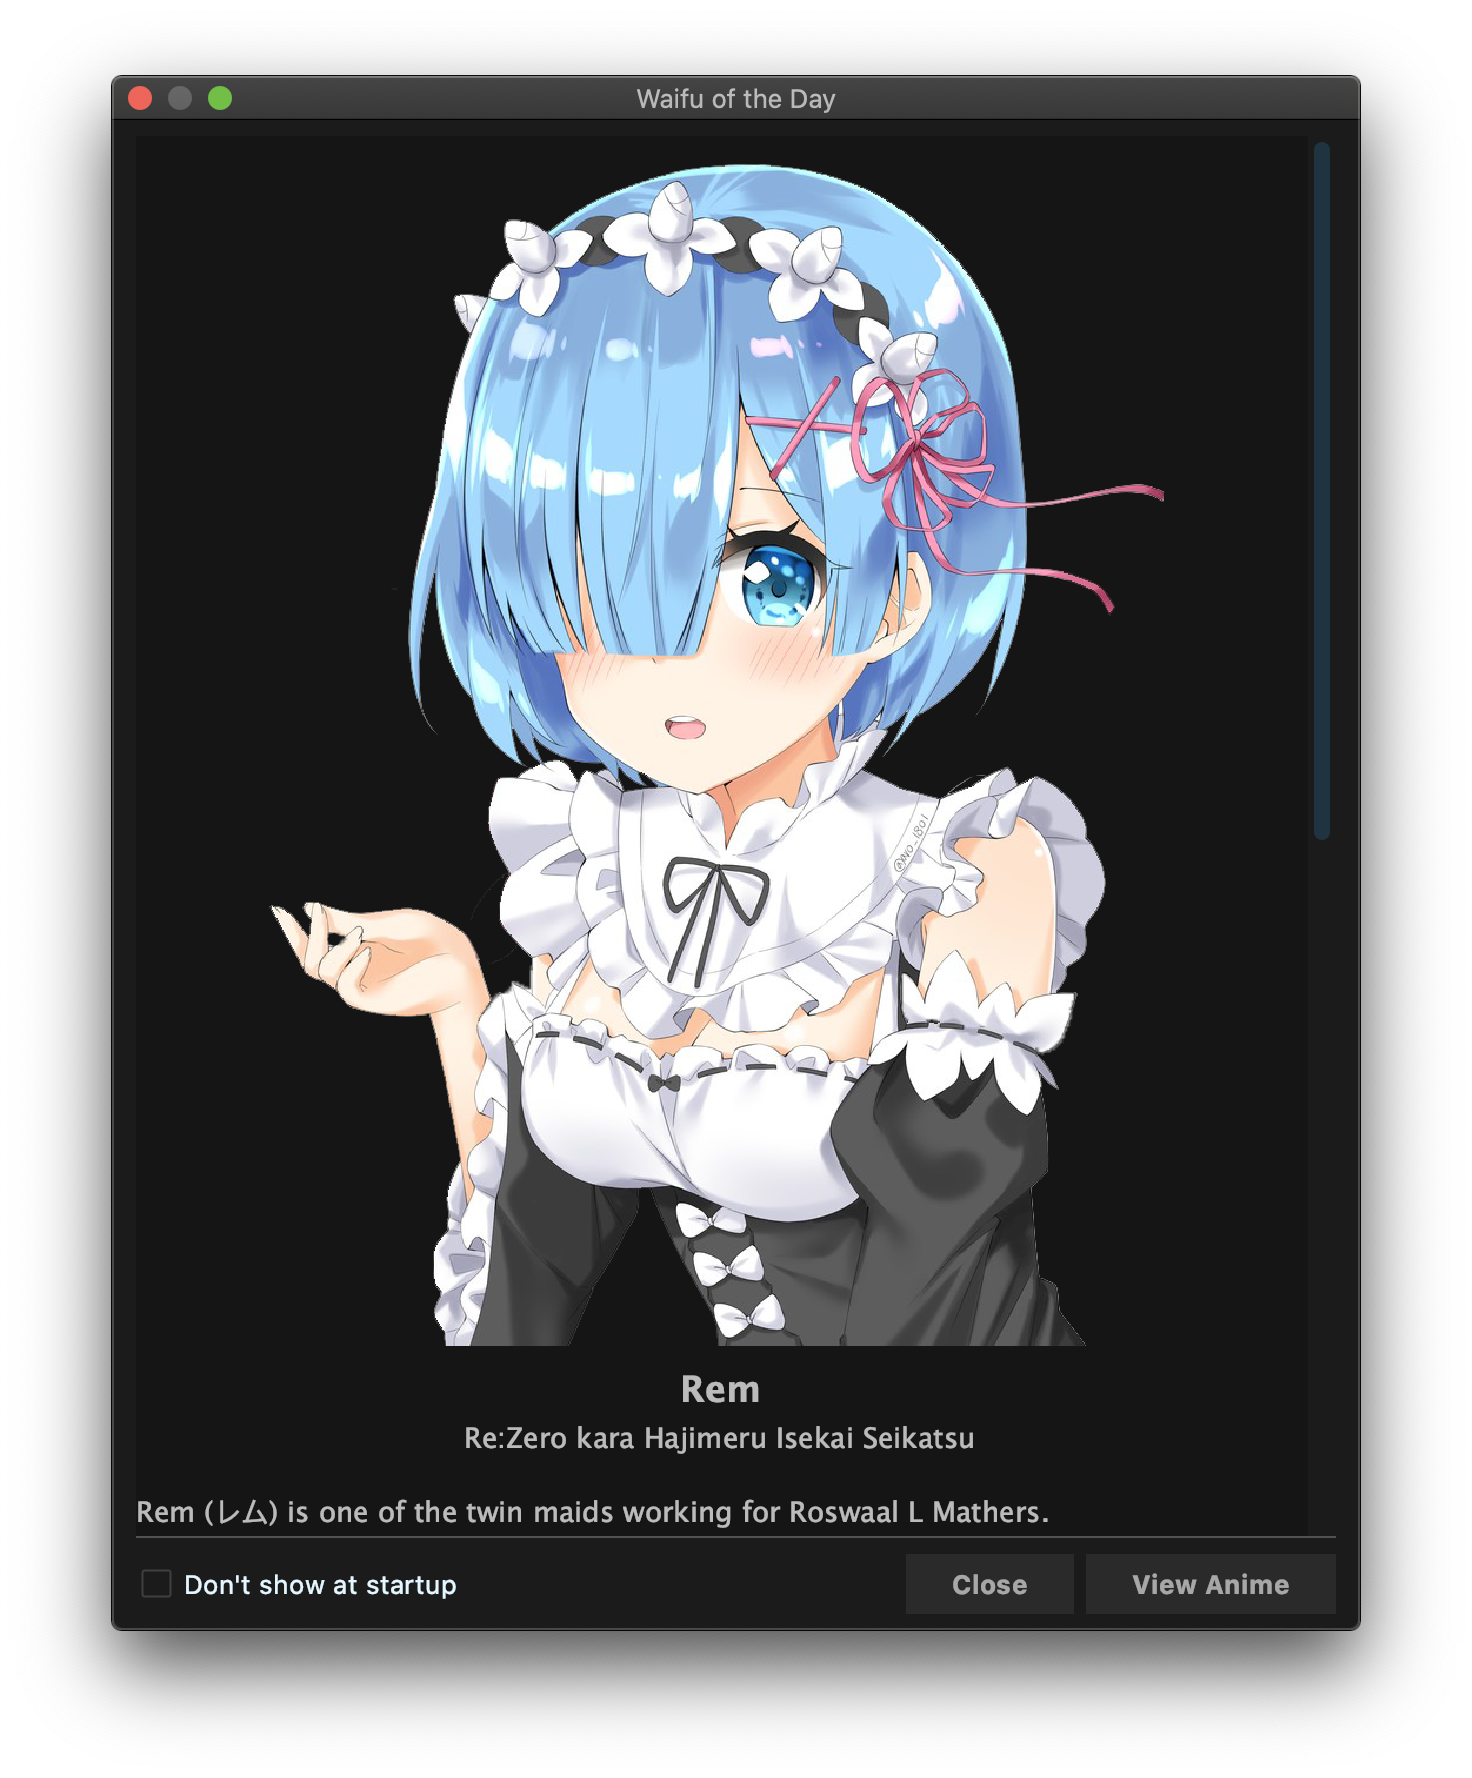 Waifu of the Day
Rem
Re:Zero kara Hajimeru Isekai Seikatsu
Rem (レム) is one of the twin maids working for Roswaal L Mathers.
Don't show at startup
Close
View Anime